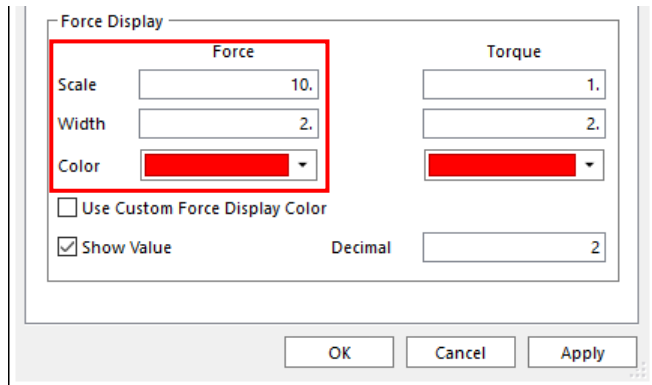 Force Display
Force Torque
Scale 10. 1.
Width 2. 2.
Color
Use Custom Force Display Color
Show Value Decimal 2
OK Cancel Apply